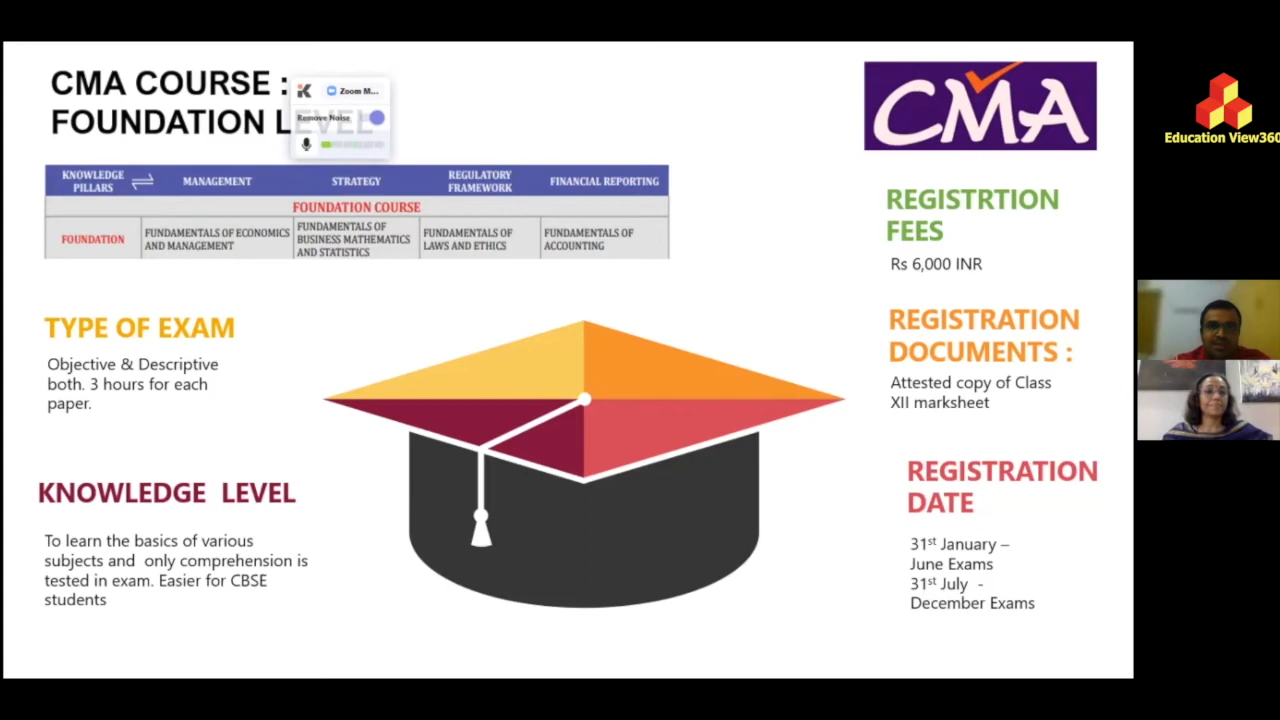 CMA COURSE :
FOUNDATION LEVEL
Zoom M...
Remove Noise
CMA
Education View360
KNOWLEDGE PILLARS
MANAGEMENT
STRATEGY
REGULATORY FRAMEWORK
FINANCIAL REPORTING
FOUNDATION COURSE
FOUNDATION
FUNDAMENTALS OF ECONOMICS
AND MANAGEMENT
FUNDAMENTALS OF
BUSINESS MATHEMATICS
AND STATISTICS
FUNDAMENTALS OF
LAWS AND ETHICS
FUNDAMENTALS OF
ACCOUNTING
REGISTRTION
FEES
Rs 6,000 INR
TYPE OF EXAM
Objective & Descriptive
both. 3 hours for each
paper.
REGISTRATION
DOCUMENTS :
Attested copy of Class
XII marksheet
KNOWLEDGE LEVEL
To learn the basics of various
subjects and only comprehension is
tested in exam. Easier for CBSE
students
REGISTRATION
DATE
31st January –
June Exams
31st July -
December Exams